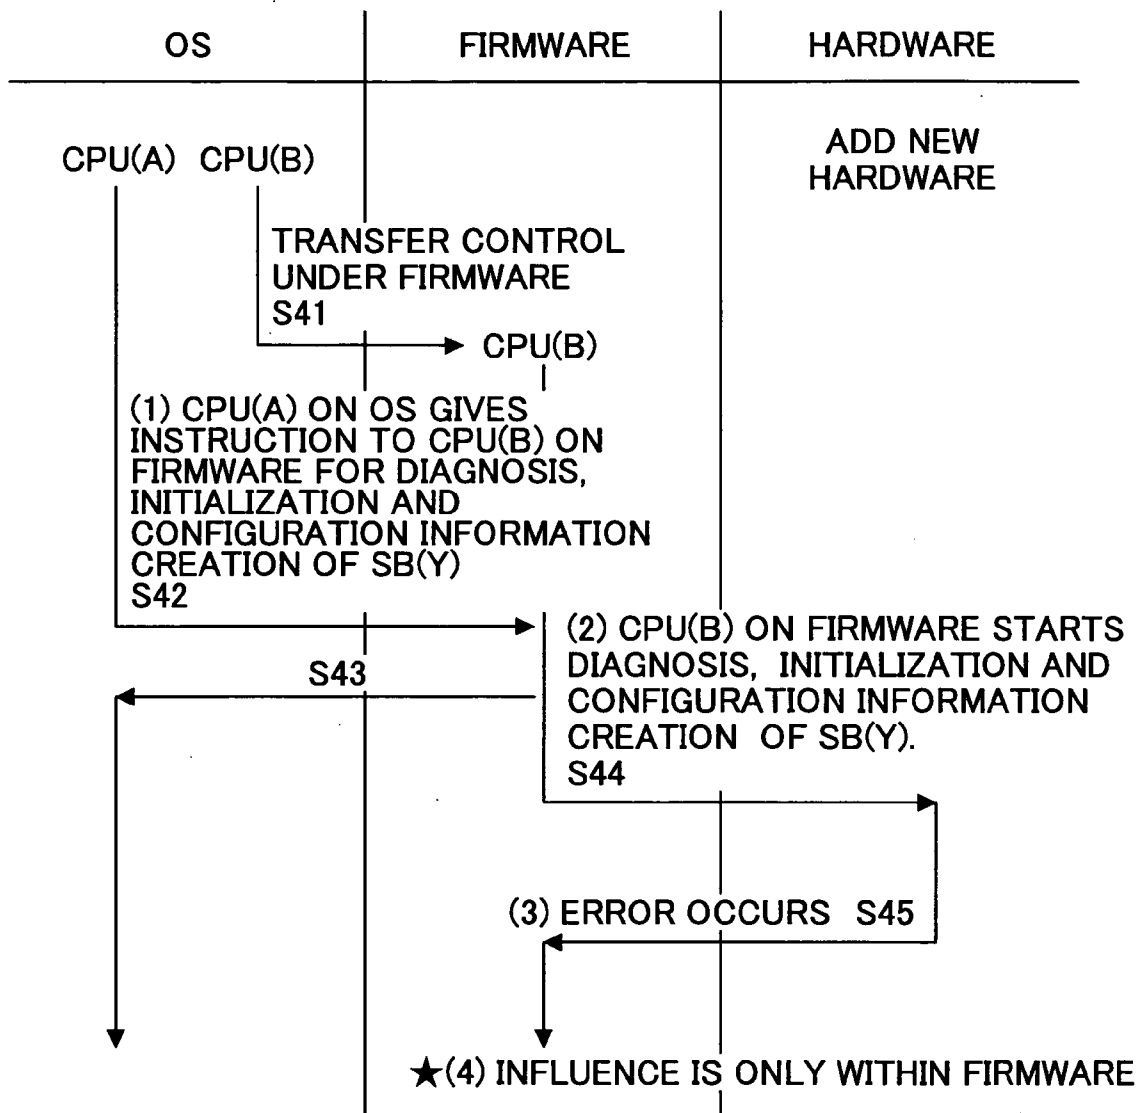 OS FIRMWARE HARDWARE
ADD NEW
HARDWARE
CPU(A) CPU(B)
TRANSFER CONTROL
UNDER FIRMWARE
S41
CPU(B)
(1) CPU(A) ON OS GIVES
INSTRUCTION TO CPU(B) ON
FIRMWARE FOR DIAGNOSIS,
INITIALIZATION AND
CONFIGURATION INFORMATION
CREATION OF SB(Y)
S42
(2) CPU(B) ON FIRMWARE STARTS
DIAGNOSIS, INITIALIZATION AND
CONFIGURATION INFORMATION
CREATION OF SB(Y).
S44
S43
(3) ERROR OCCURS S45
★(4) INFLUENCE IS ONLY WITHIN FIRMWARE